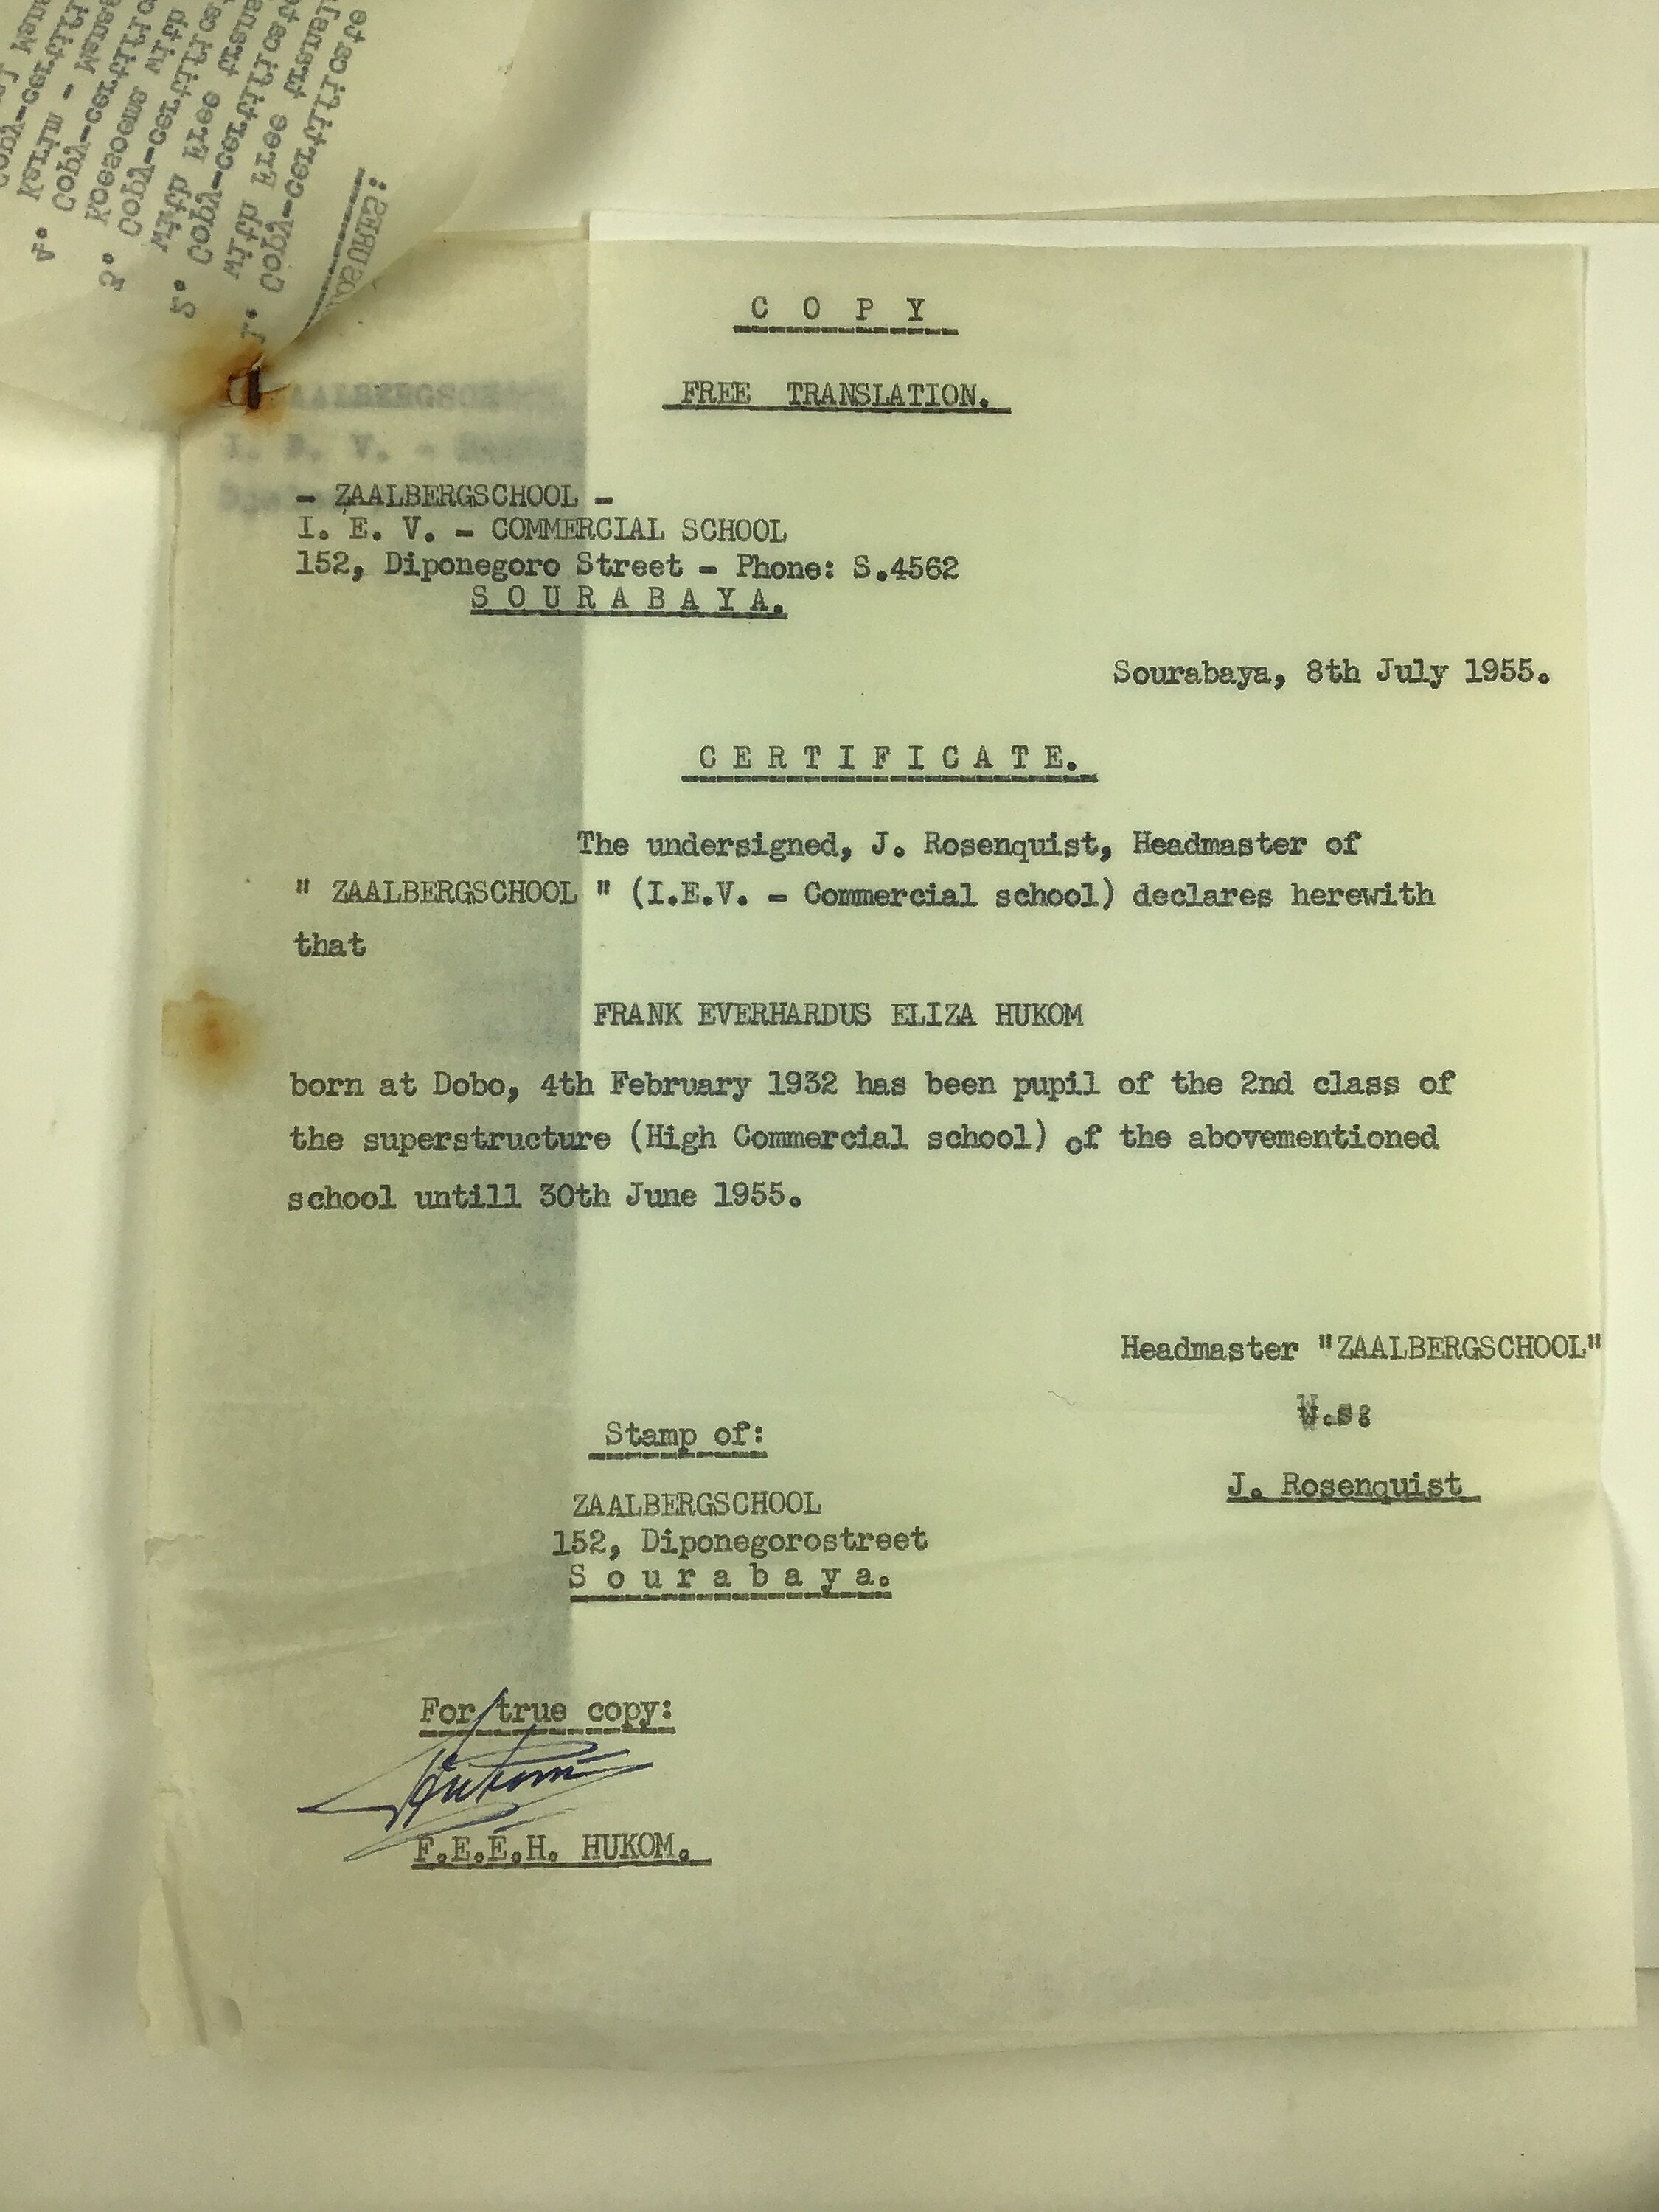 C O P Y
FREE TRANSLATION.
- ZAALBERGSCHOOL -
I. E. V. - COMMERCIAL SCHOOL
152, Diponegoro Street - Phone: S.4562
S O U R A B A Y A.
Sourabaya, 8th July 1955.
C E R T I F I C A T E.
The undersigned, J. Rosenquist, Headmaster of
" ZAALBERGSCHOOL " (I.E.V. - Commercial school) declares herewith
that
FRANK EVERHARDUS ELIZA HUKOM
born at Dobo, 4th February 1932 has been pupil of the 2nd class of
the superstructure (High Commercial school) of the abovementioned
school untill 30th June 1955.
Headmaster "ZAALBERGSCHOOL"
W.s:
J. Rosenquist
Stamp of:
ZAALBERGSCHOOL
152, Diponegorostreet
S o u r a b a y a.
For true copy:
Hukom
F.E.E.H. HUKOM.